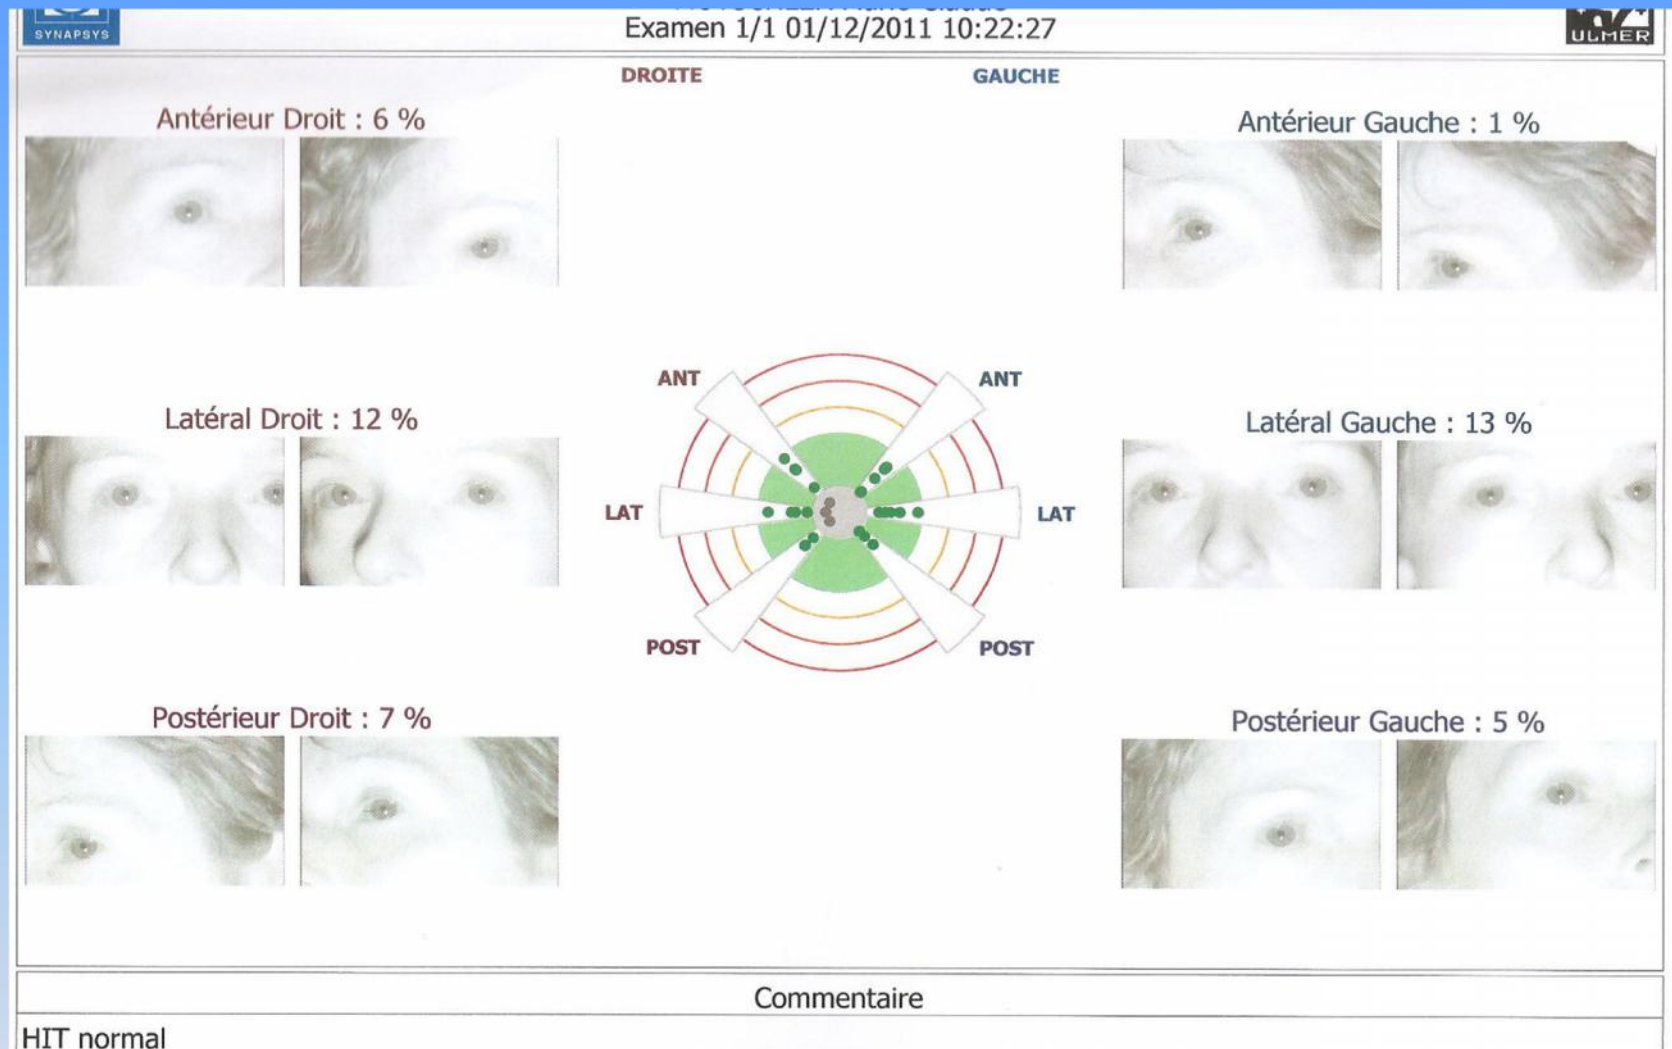 SYNAPSYS
Examen 1/1 01/12/2011 10:22:27
ULMER
DROITE
GAUCHE
Antérieur Droit : 6 %
Antérieur Gauche : 1 %
ANT
ANT
Latéral Droit : 12 %
Latéral Gauche : 13 %
LAT
LAT
POST
POST
Postérieur Droit : 7 %
Postérieur Gauche : 5 %
Commentaire
HIT normal